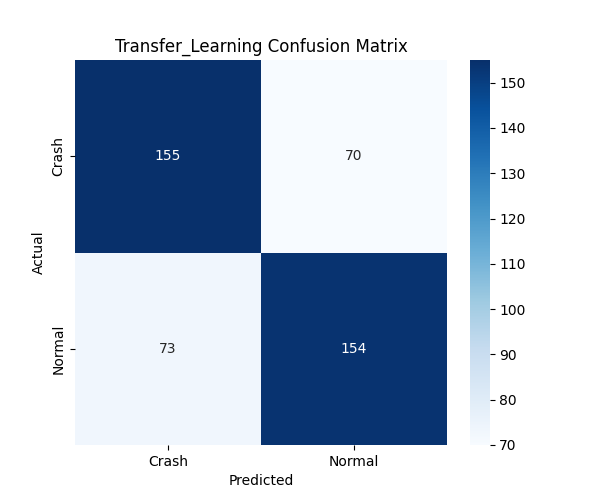 Transfer_Learning Confusion Matrix
Actual
Crash
Normal
155
70
73
154
Crash
Normal
Predicted
150
140
130
120
110
100
90
80
70